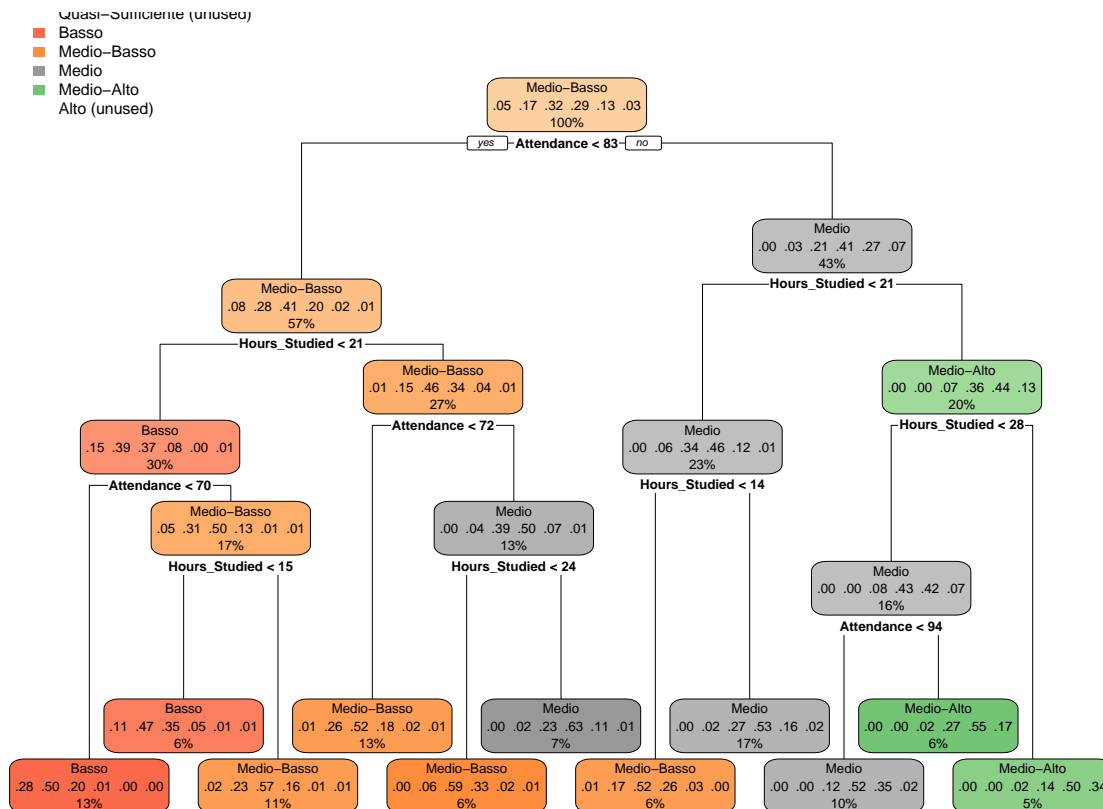 Quasi−Sufficiente (unused)
Basso
Medio−Basso
Medio
Medio−Alto
Alto (unused)
Medio−Basso
.05 .17 .32 .29 .13 .03
100%
yes Attendance < 83 no
Medio
.00 .03 .21 .41 .27 .07
43%
Hours_Studied < 21
Medio−Basso
.08 .28 .41 .20 .02 .01
57%
Hours_Studied < 21
Medio−Basso
.01 .15 .46 .34 .04 .01
27%
Attendance < 72
Medio−Alto
.00 .00 .07 .36 .44 .13
20%
Hours_Studied < 28
Basso
.15 .39 .37 .08 .00 .01
30%
Attendance < 70
Medio
.00 .06 .34 .46 .12 .01
23%
Hours_Studied < 14
Medio−Basso
.05 .31 .50 .13 .01 .01
17%
Hours_Studied < 15
Medio
.00 .04 .39 .50 .07 .01
13%
Hours_Studied < 24
Medio
.00 .00 .08 .43 .42 .07
16%
Attendance < 94
Basso
.11 .47 .35 .05 .01 .01
6%
Medio−Basso
.01 .26 .52 .18 .02 .01
13%
Medio
.00 .02 .23 .63 .11 .01
7%
Medio
.00 .02 .27 .53 .16 .02
17%
Medio−Alto
.00 .00 .02 .27 .55 .17
6%
Basso
.28 .50 .20 .01 .00 .00
13%
Medio−Basso
.02 .23 .57 .16 .01 .01
11%
Medio−Basso
.00 .06 .59 .33 .02 .01
6%
Medio−Basso
.01 .17 .52 .26 .03 .00
6%
Medio
.00 .00 .12 .52 .35 .02
10%
Medio−Alto
.00 .00 .02 .14 .50 .34
5%